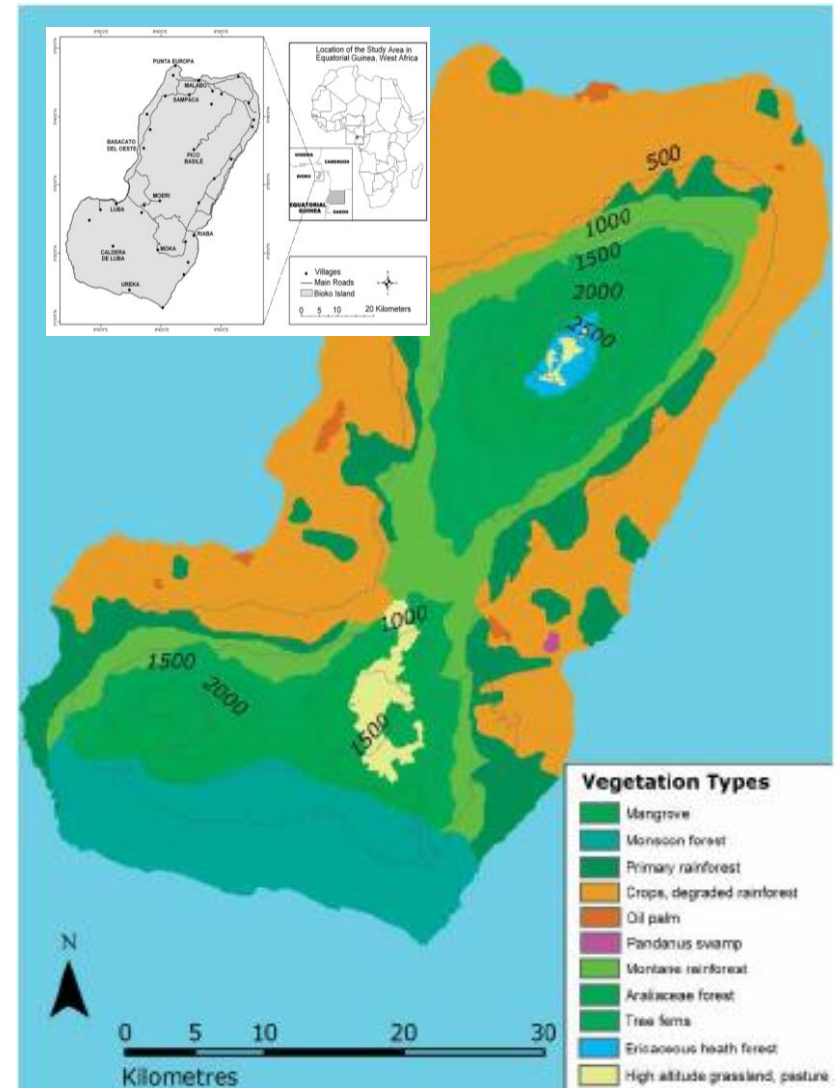 PUNTA EUROPA
MALABO
SAMPACA
BASACATO
DEL OESTE
PICO
BASILE
MOERI
LUBA
RIABA
MOKA
CALDERA
DE LUBA
UREKA
Location of the Study Area in
Equatorial Guinea, West Africa
NIGERIA
CAMEROON
BIOKO
EQUATORIAL
GUINEA
GABON
Villages
Main Roads
Bioko Island
0 5 10 20 Kilometers
500
1000
1500
2000
2500
1000
1500
2000
1500
Vegetation Types
Mangrove
Monsoon forest
Primary rainforest
Crops, degraded rainforest
Oil palm
Pandanus swamp
Montane rainforest
Araliaceae forest
Tree ferns
Ericaceous heath forest
High altitude grassland, pasture
N
0 5 10 20 30
Kilometres